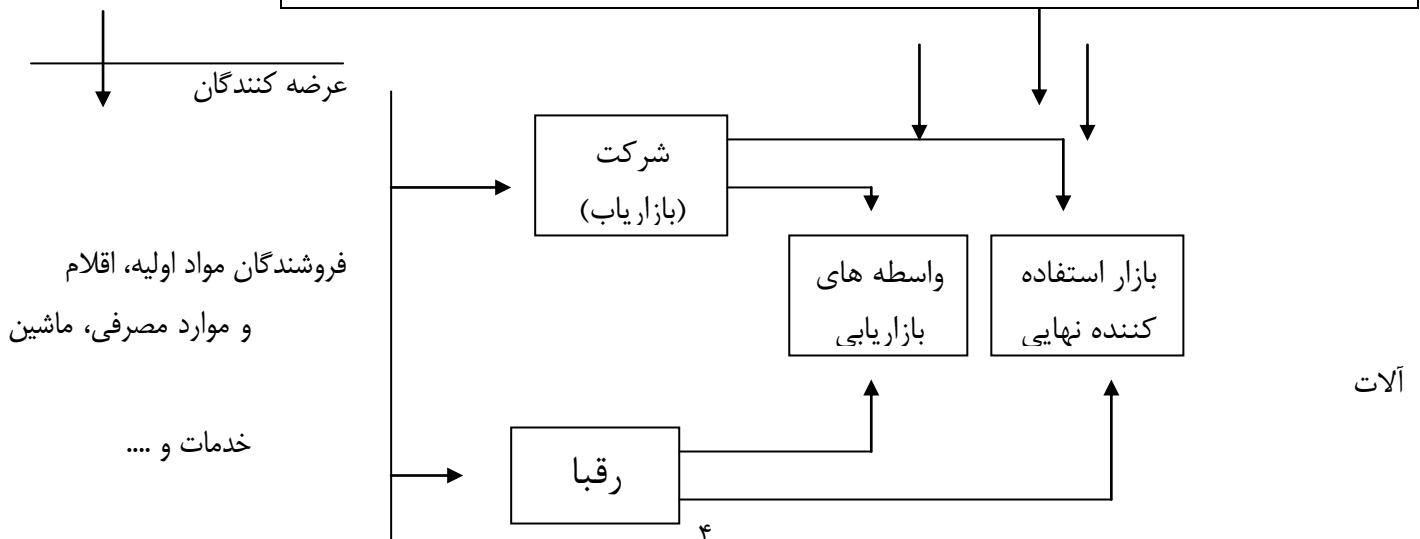 عرضه کنندگان
شرکت
(بازاریاب)
فروشندگان مواد اولیه، اقلام
و موارد مصرفی، ماشین
آلات
خدمات و ....
واسطه های
بازاریابی
بازار استفاده
کننده نهایی
رقبا
۴